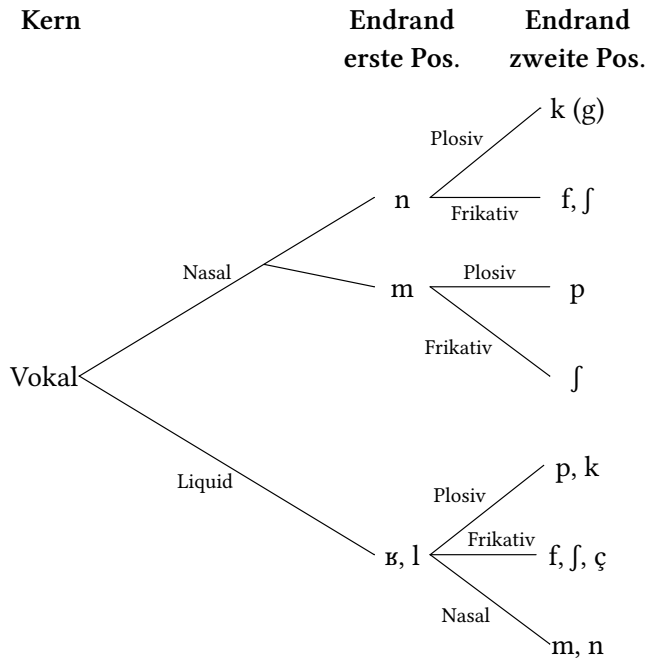 Kern Endrand Endrand
erste Pos. zweite Pos.
k (g)
Plosiv
n
Frikativ
f, ʃ
Nasal
m
Plosiv
p
Frikativ
Vokal
ʃ
Liquid
p, k
Plosiv
ʁ, l
Frikativ
f, ʃ, ç
Nasal
m, n